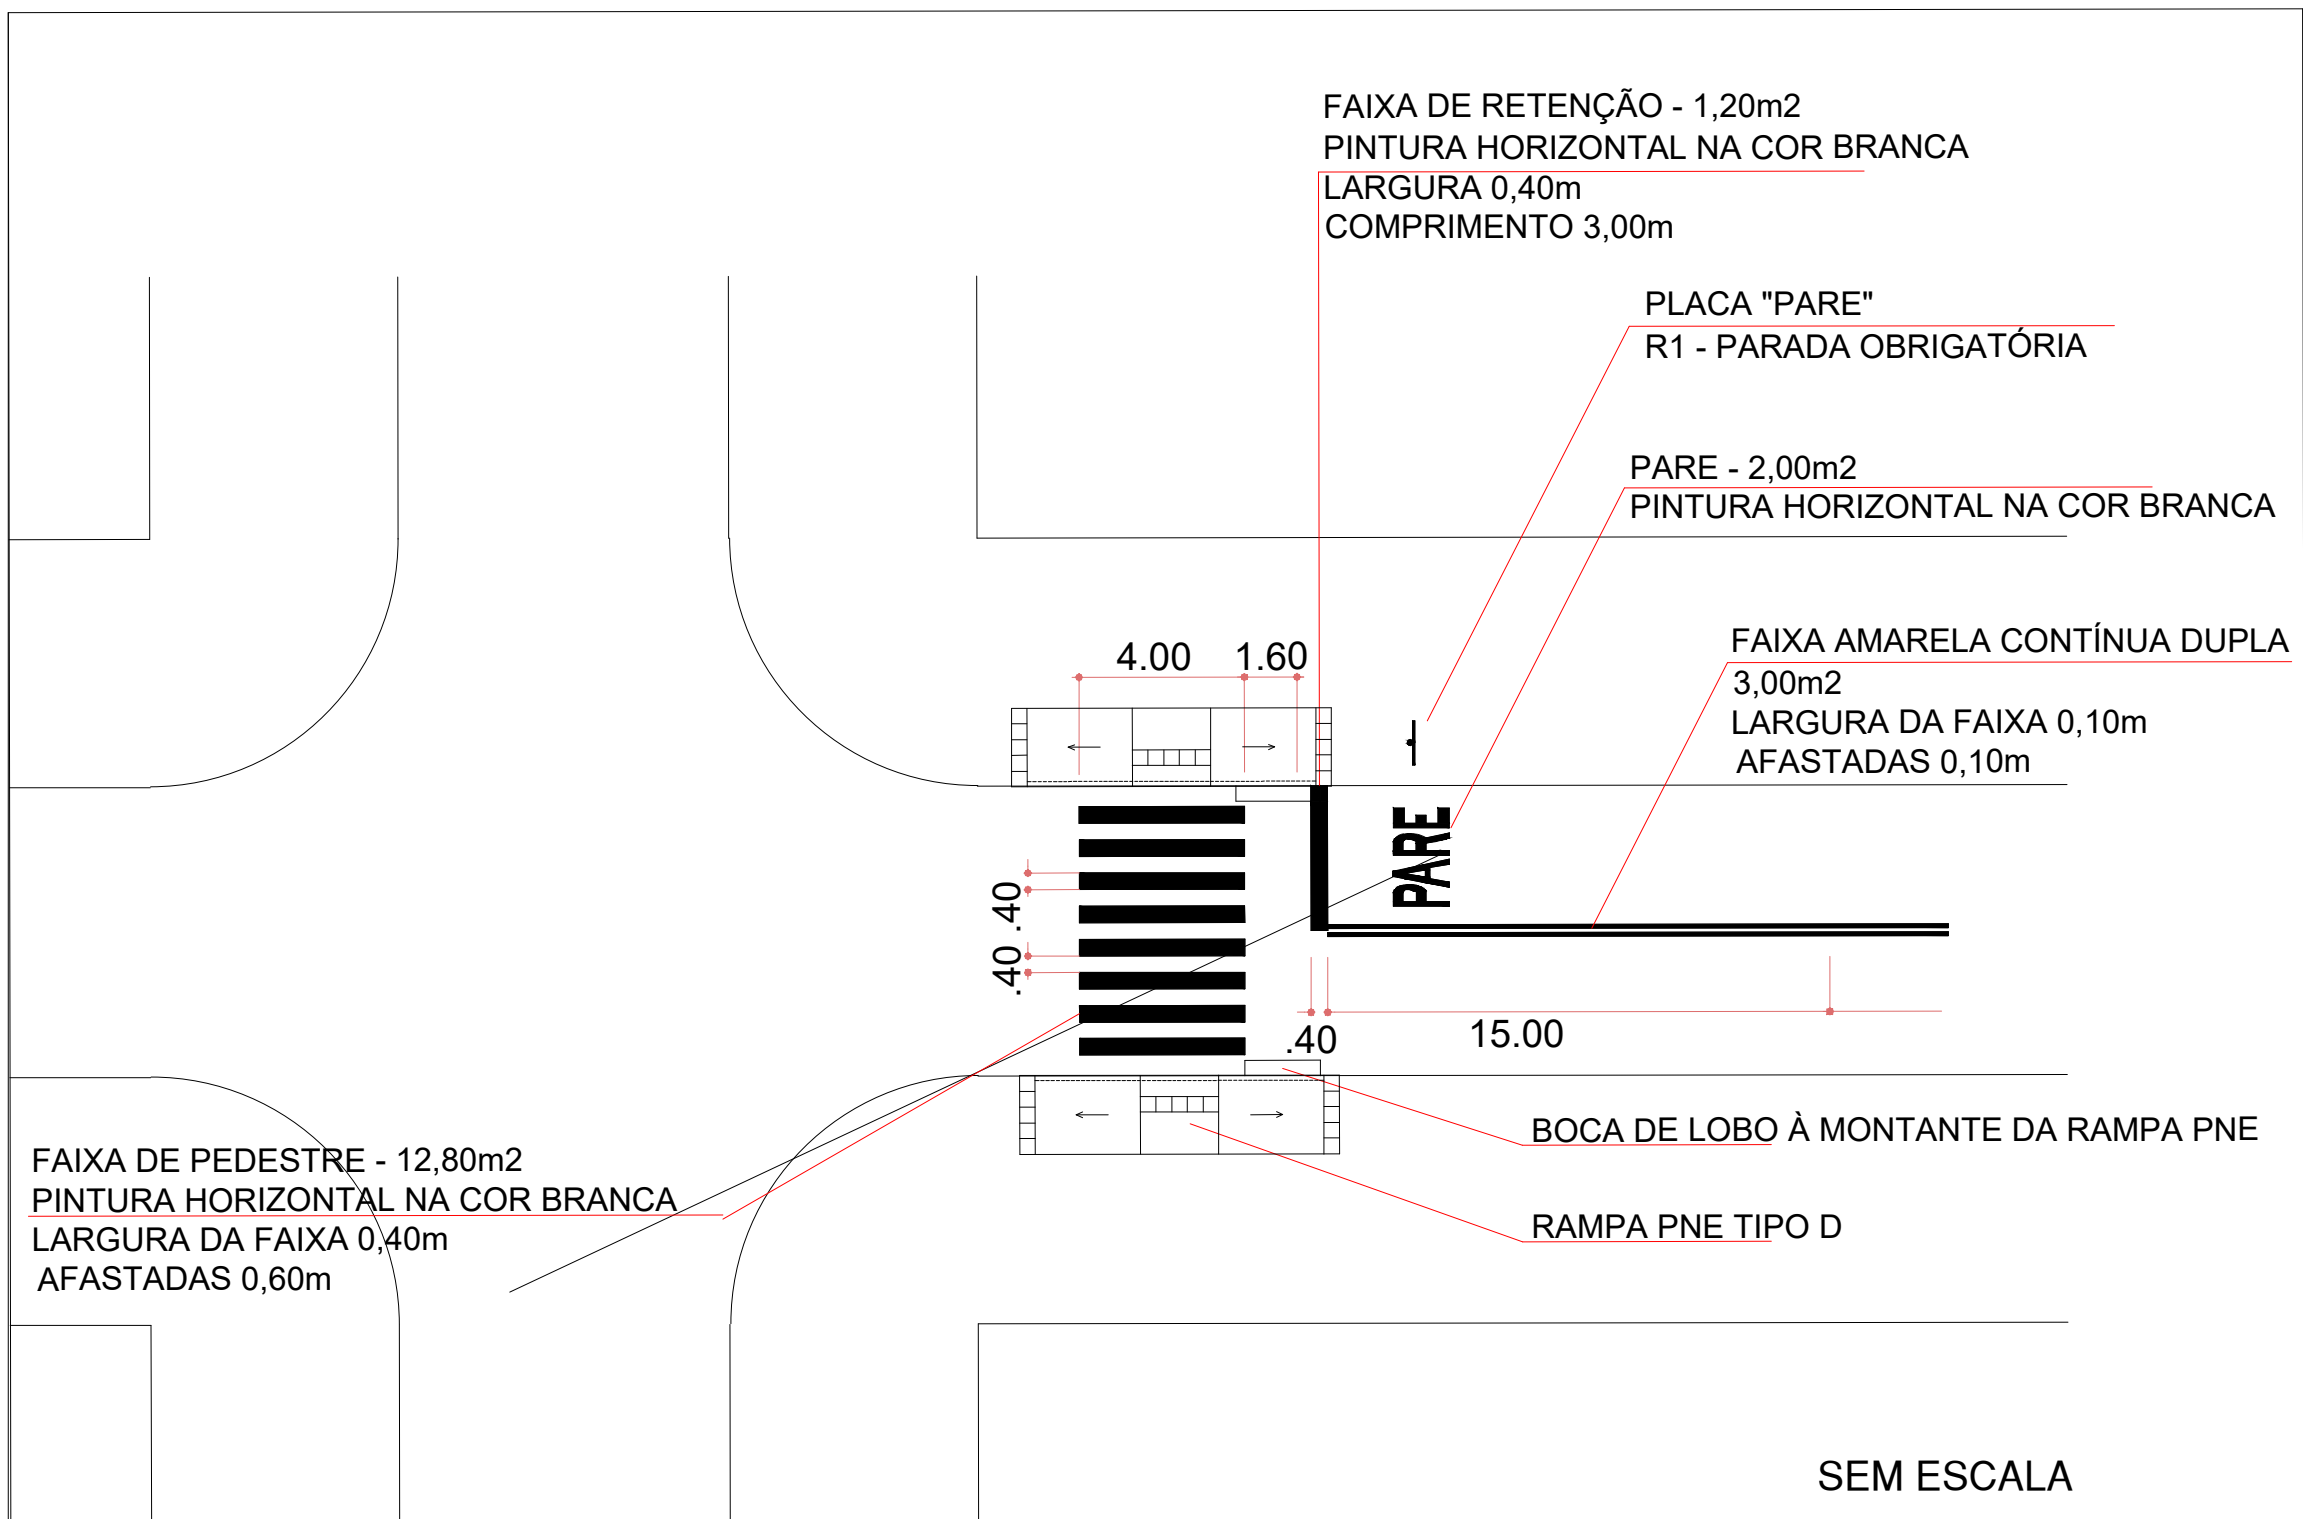 FAIXA DE RETENÇÃO - 1,20m2
PINTURA HORIZONTAL NA COR BRANCA
LARGURA 0,40m
COMPRIMENTO 3,00m
PLACA "PARE"
R1 - PARADA OBRIGATÓRIA
PARE - 2,00m2
PINTURA HORIZONTAL NA COR BRANCA
FAIXA AMARELA CONTÍNUA DUPLA
3,00m2
LARGURA DA FAIXA 0,10m
AFASTADAS 0,10m
4.00 1.60
PARE
.40
.40
.40
15.00
BOCA DE LOBO À MONTANTE DA RAMPA PNE
RAMPA PNE TIPO D
FAIXA DE PEDESTRE - 12,80m2
PINTURA HORIZONTAL NA COR BRANCA
LARGURA DA FAIXA 0,40m
AFASTADAS 0,60m
SEM ESCALA